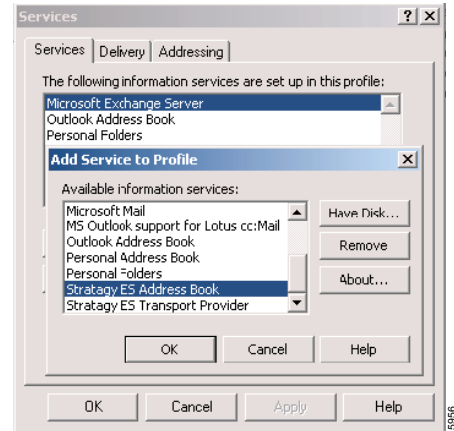 Services
Services Delivery Addressing
The following information services are set up in this profile:
Microsoft Exchange Server
Outlook Address Book
Personal Folders
Add Service to Profile
Available information services:
Microsoft Mail
MS Outlook support for Lotus cc:Mail
Outlook Address Book
Personal Address Book
Personal Folders
Stratagy ES Address Book
Stratagy ES Transport Provider
Have Disk...
Remove
About...
OK Cancel Help
OK Cancel Apply Help
5956